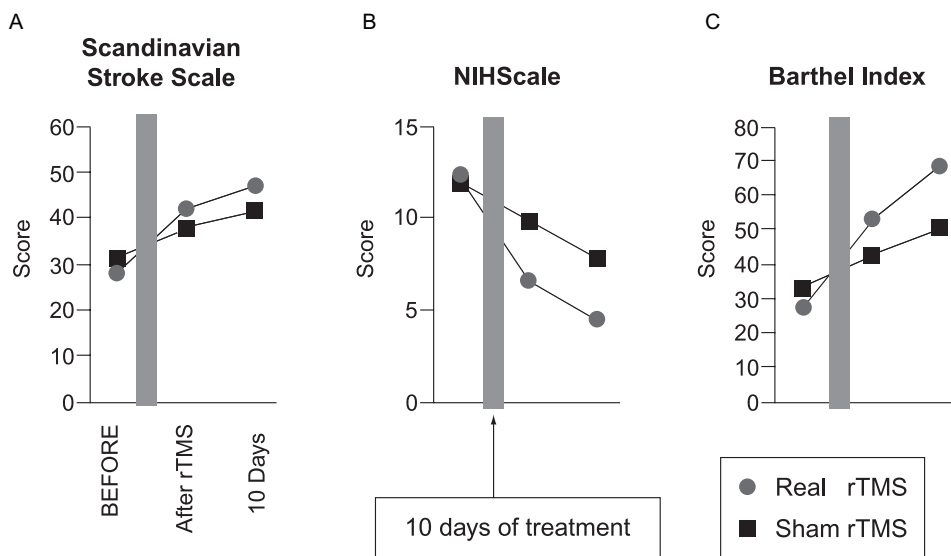 A
Scandinavian
Stroke Scale
Score
60
50
40
30
20
10
0
BEFORE
After rTMS
10 Days
B
NIHScale
Score
15
10
5
0
10 days of treatment
C
Barthel Index
Score
80
70
60
50
40
30
20
10
0
Real rTMS
Sham rTMS